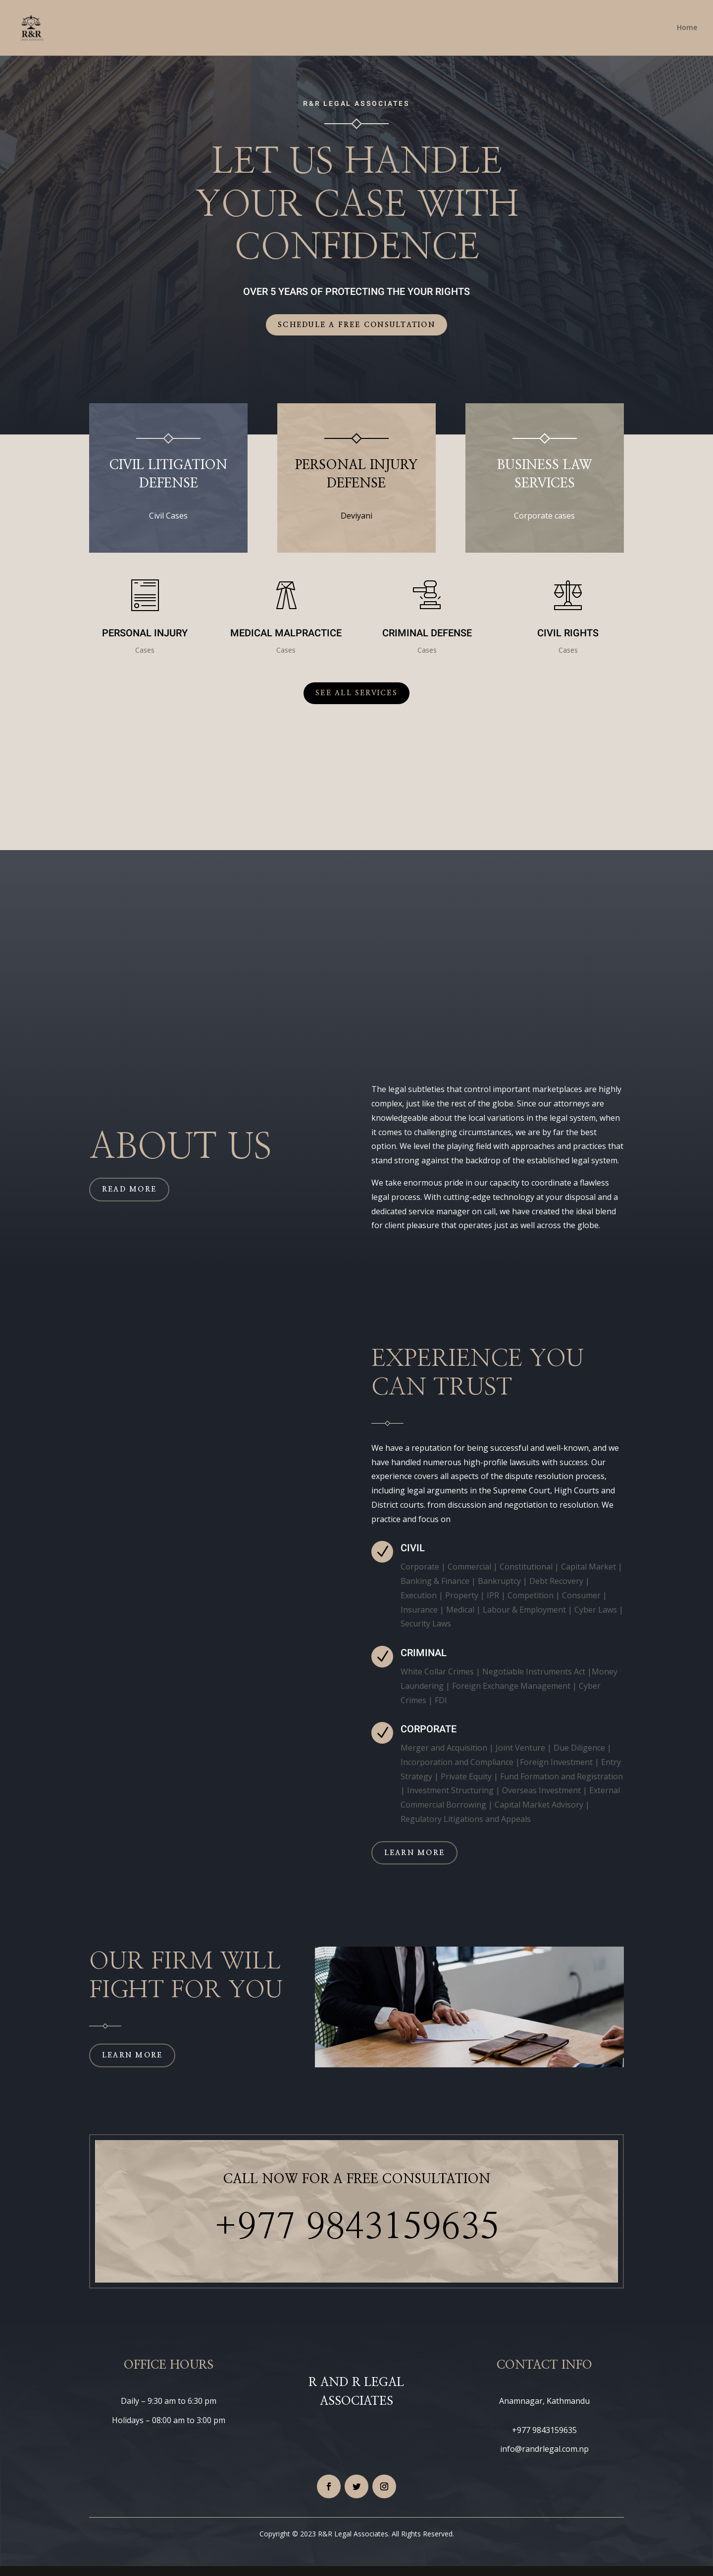 R&R
Home
R&R LEGAL ASSOCIATES
LET US HANDLE
YOUR CASE WITH
CONFIDENCE
OVER 5 YEARS OF PROTECTING THE YOUR RIGHTS
SCHEDULE A FREE CONSULTATION
CIVIL LITIGATION
DEFENSE
Civil Cases
PERSONAL INJURY
DEFENSE
Deviyani
BUSINESS LAW
SERVICES
Corporate cases
PERSONAL INJURY
Cases
MEDICAL MALPRACTICE
Cases
CRIMINAL DEFENSE
Cases
CIVIL RIGHTS
Cases
SEE ALL SERVICES
ABOUT US
READ MORE
The legal subtleties that control important marketplaces are highly
complex, just like the rest of the globe. Since our attorneys are
knowledgeable about the local variations in the legal system, when
it comes to challenging circumstances, we are by far the best
option. We level the playing field with approaches and practices that
stand strong against the backdrop of the established legal system.
We take enormous pride in our capacity to coordinate a flawless
legal process. With cutting-edge technology at your disposal and a
dedicated service manager on call, we have created the ideal blend
for client pleasure that operates just as well across the globe.
EXPERIENCE YOU
CAN TRUST
We have a reputation for being successful and well-known, and we
have handled numerous high-profile lawsuits with success. Our
experience covers all aspects of the dispute resolution process,
including legal arguments in the Supreme Court, High Courts and
District courts. from discussion and negotiation to resolution. We
practice and focus on
CIVIL
Corporate | Commercial | Constitutional | Capital Market |
Banking & Finance | Bankruptcy | Debt Recovery |
Execution | Property | IPR | Competition | Consumer |
Insurance | Medical | Labour & Employment | Cyber Laws |
Security Laws
CRIMINAL
White Collar Crimes | Negotiable Instruments Act |Money
Laundering | Foreign Exchange Management | Cyber
Crimes | FDI
CORPORATE
Merger and Acquisition | Joint Venture | Due Diligence |
Incorporation and Compliance |Foreign Investment | Entry
Strategy | Private Equity | Fund Formation and Registration
| Investment Structuring | Overseas Investment | External
Commercial Borrowing | Capital Market Advisory |
Regulatory Litigations and Appeals
LEARN MORE
OUR FIRM WILL
FIGHT FOR YOU
LEARN MORE
CALL NOW FOR A FREE CONSULTATION
+977 9843159635
OFFICE HOURS
Daily – 9:30 am to 6:30 pm
Holidays – 08:00 am to 3:00 pm
R AND R LEGAL
ASSOCIATES
CONTACT INFO
Anamnagar, Kathmandu
+977 9843159635
info@randrlegal.com.np
Copyright © 2023 R&R Legal Associates. All Rights Reserved.